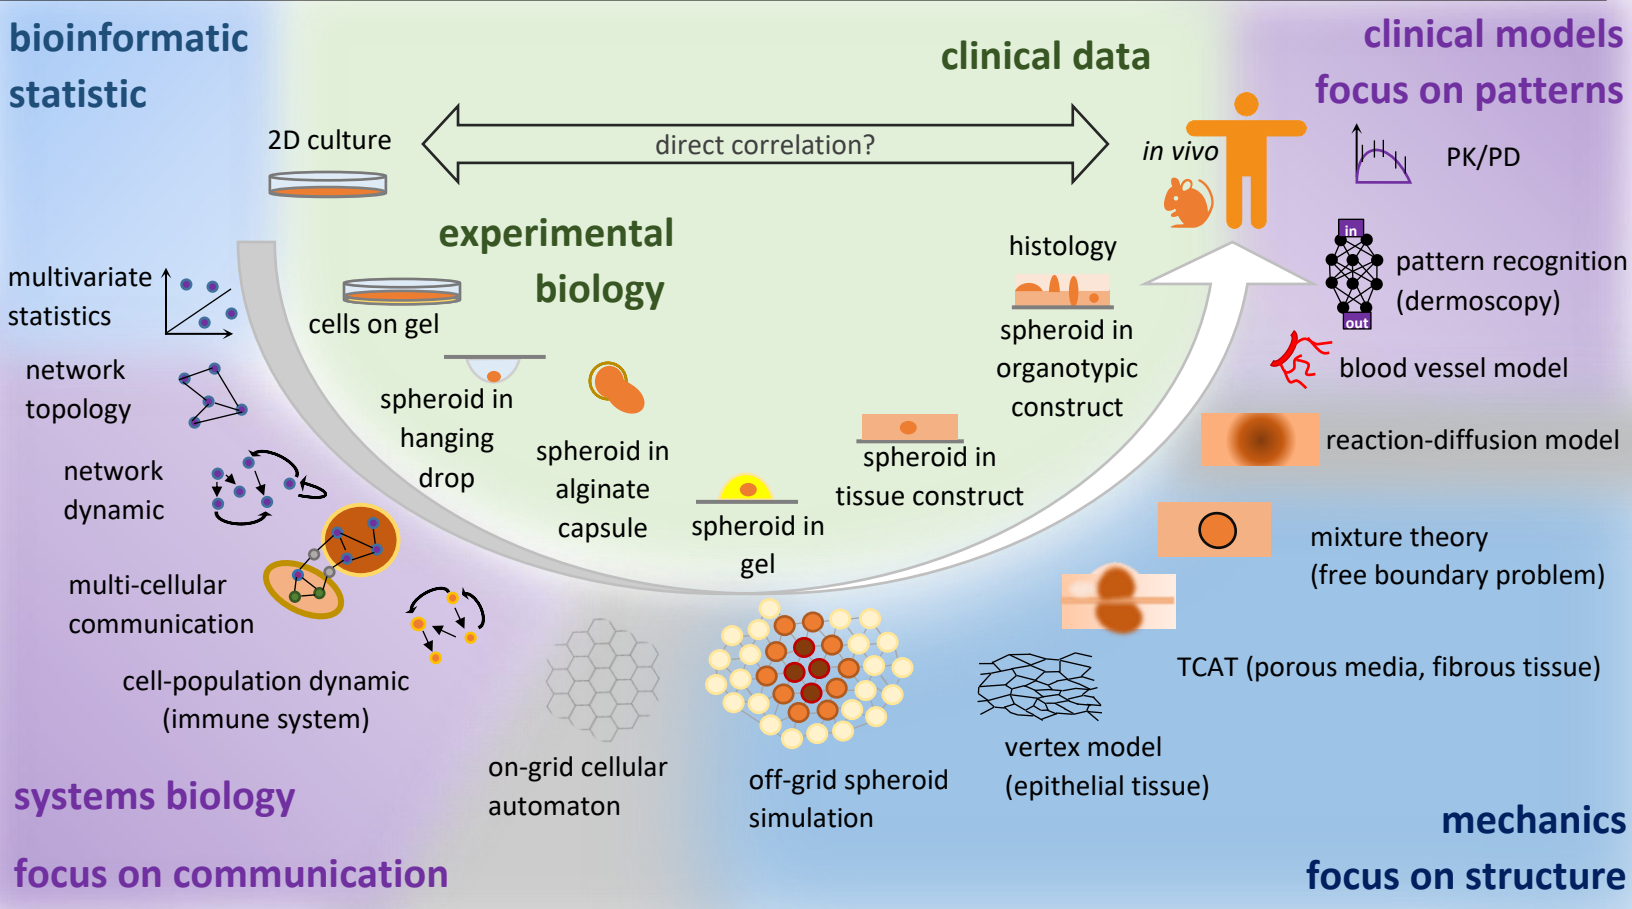 bioinformatic
statistic
clinical data
clinical models
focus on patterns
2D culture
direct correlation?
in vivo
PK/PD
experimental
biology
histology
in
pattern recognition
(dermoscopy)
out
multivariate
statistics
cells on gel
spheroid in
organotypic
construct
blood vessel model
network
topology
spheroid in
hanging
drop
spheroid in
alginate
capsule
spheroid in
tissue construct
reaction-diffusion model
network
dynamic
spheroid in
gel
mixture theory
(free boundary problem)
multi-cellular
communication
TCAT (porous media, fibrous tissue)
cell-population dynamic
(immune system)
on-grid cellular
automaton
off-grid spheroid
simulation
vertex model
(epithelial tissue)
systems biology
focus on communication
mechanics
focus on structure